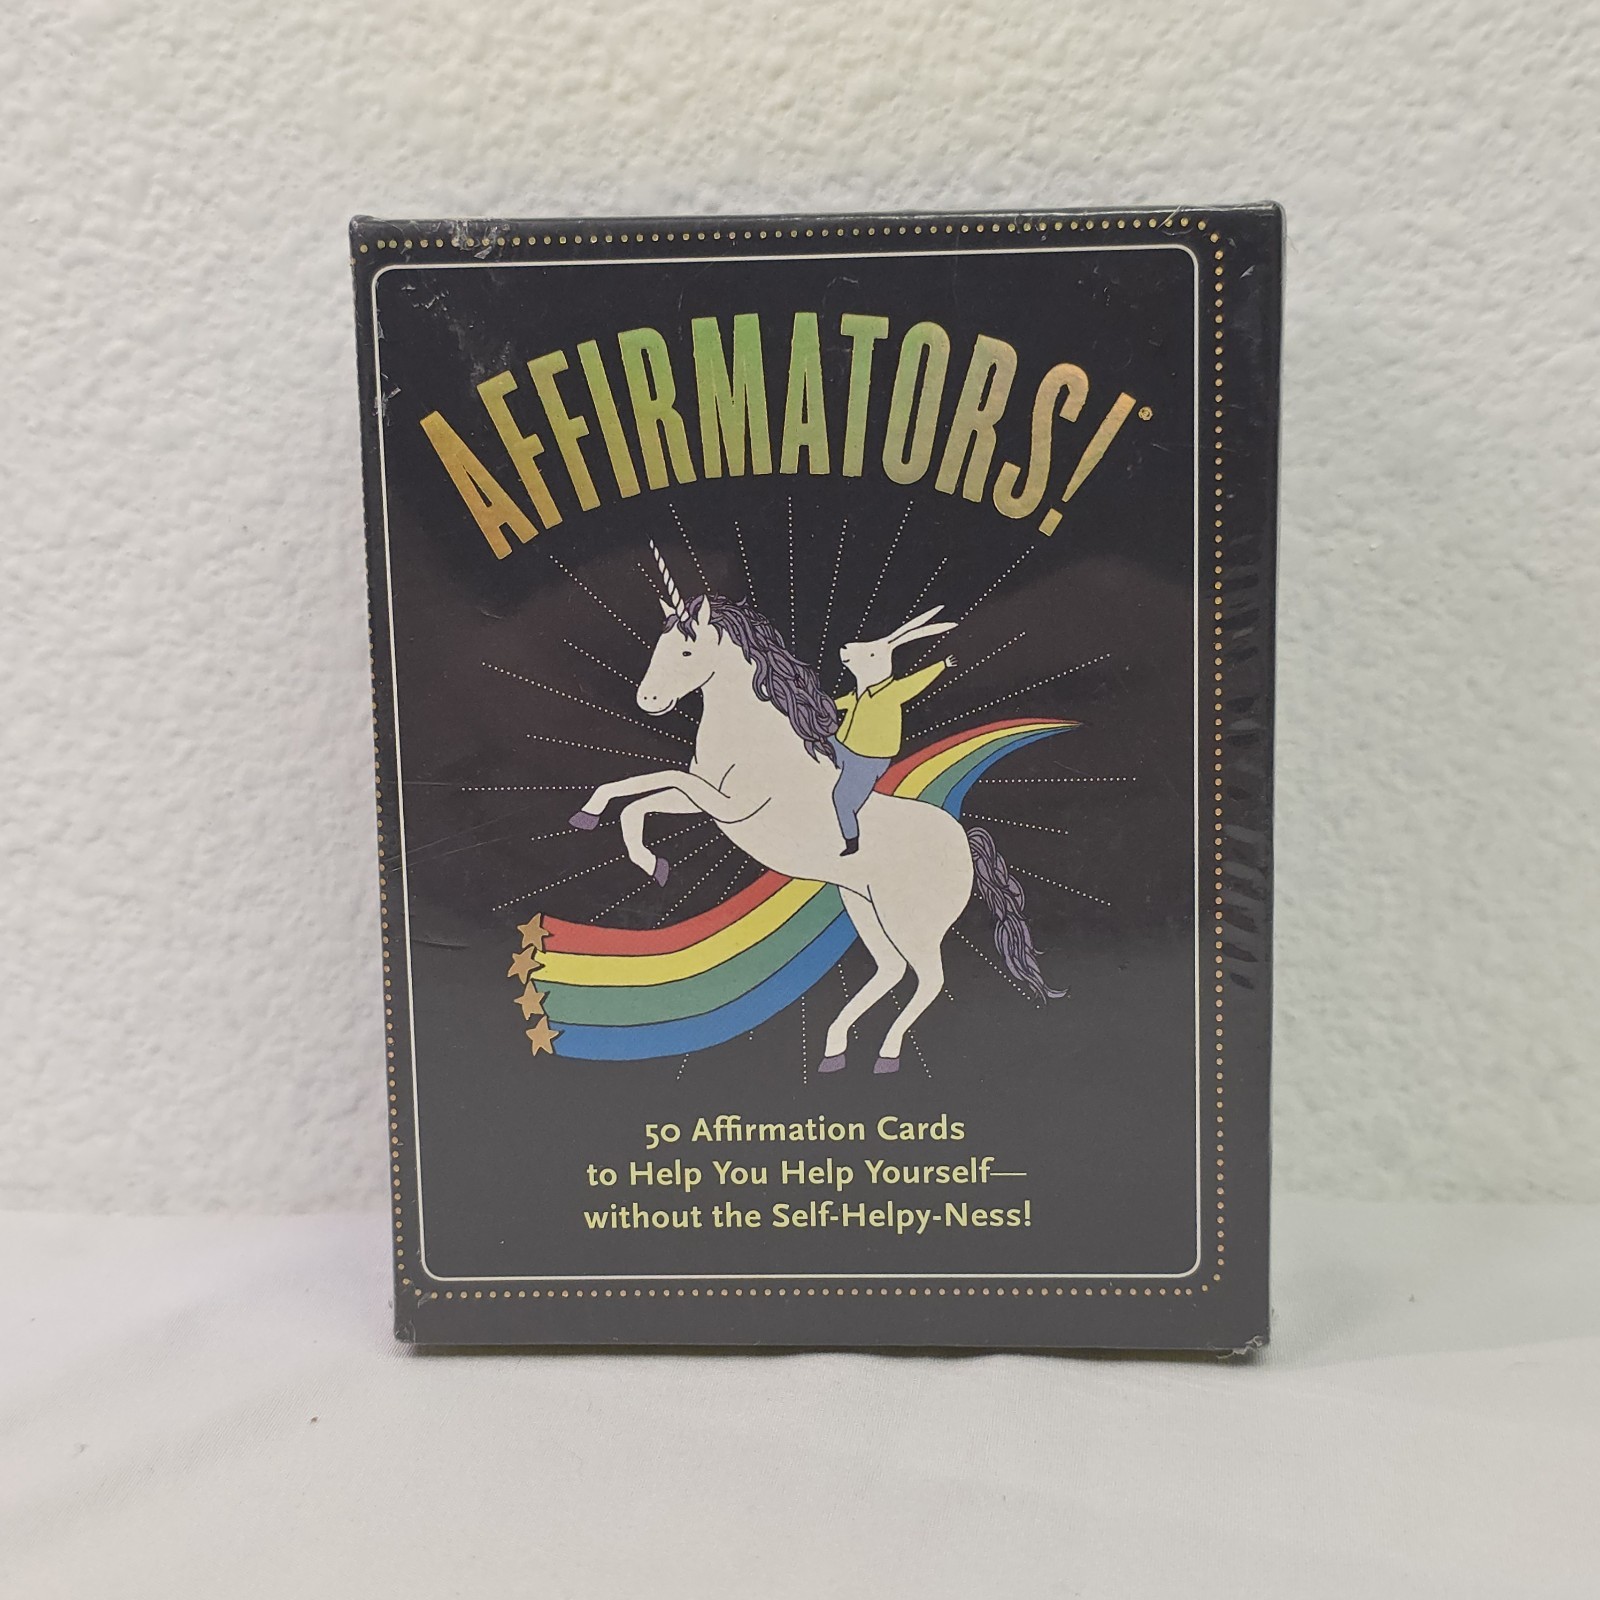 AFFIRMATORS!®
50 Affirmation Cards
to Help You Help Yourself—
without the Self-Helpy-Ness!